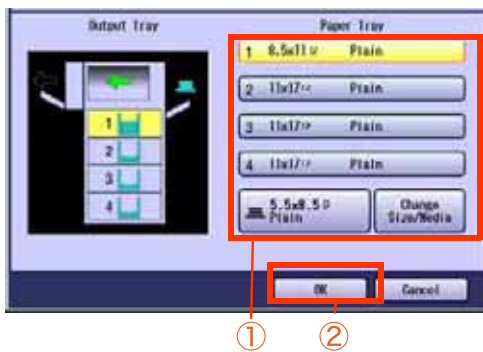 Output Tray
Paper Tray
1 8.5x11 Plain
2 11x17 Plain
3 11x17 Plain
4 11x17 Plain
5.5x8.5 Plain
Change Size/Media
1
2
3
4
OK
Cancel
① ②